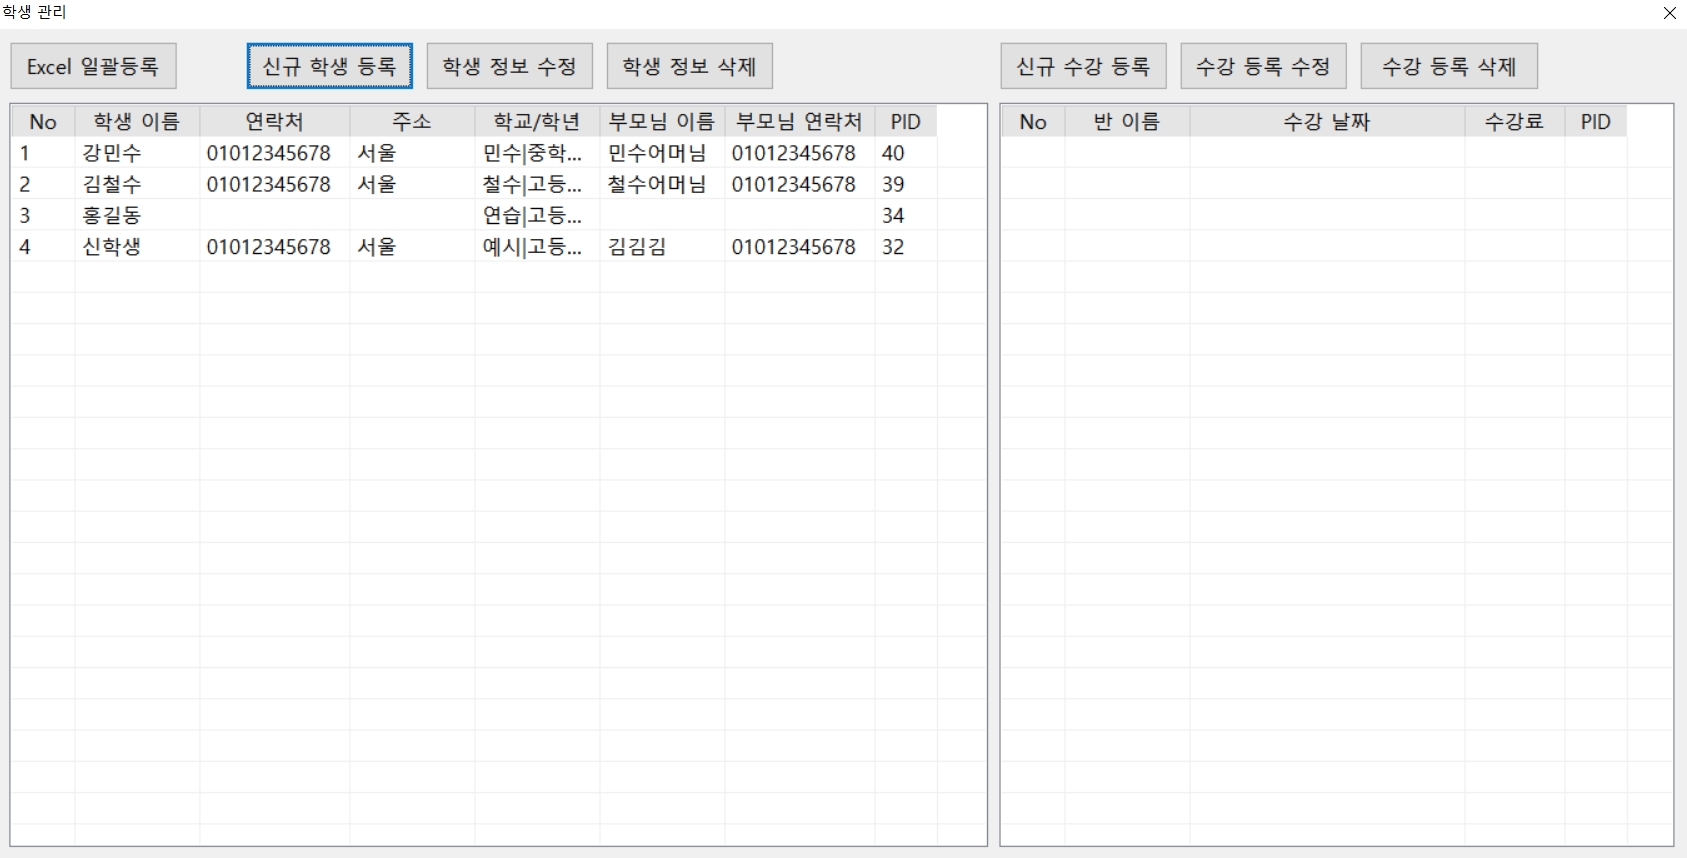 학생 관리
Excel 일괄등록 신규 학생 등록 학생 정보 수정 학생 정보 삭제 신규 수강 등록 수강 등록 수정 수강 등록 삭제
No 학생 이름 연락처 주소 학교/학년 부모님 이름 부모님 연락처 PID
1 강민수 01012345678 서울 민수|중학... 민수어머님 01012345678 40
2 김철수 01012345678 서울 철수|고등... 철수어머님 01012345678 39
3 홍길동 연습|고등... 34
4 신학생 01012345678 서울 예시|고등... 김김김 01012345678 32
No 반 이름 수강 날짜 수강료 PID